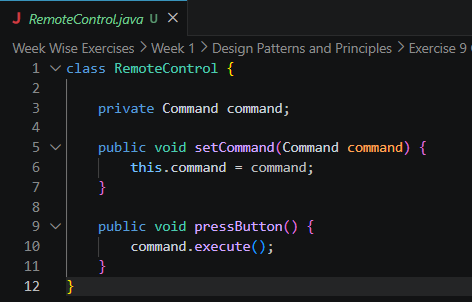 J RemoteControl.java U ×
Week Wise Exercises > Week 1 > Design Patterns and Principles > Exercise 9
1 class RemoteControl {
2
3     private Command command;
4
5     public void setCommand(Command command) {
6         this.command = command;
7     }
8
9     public void pressButton() {
10         command.execute();
11     }
12 }